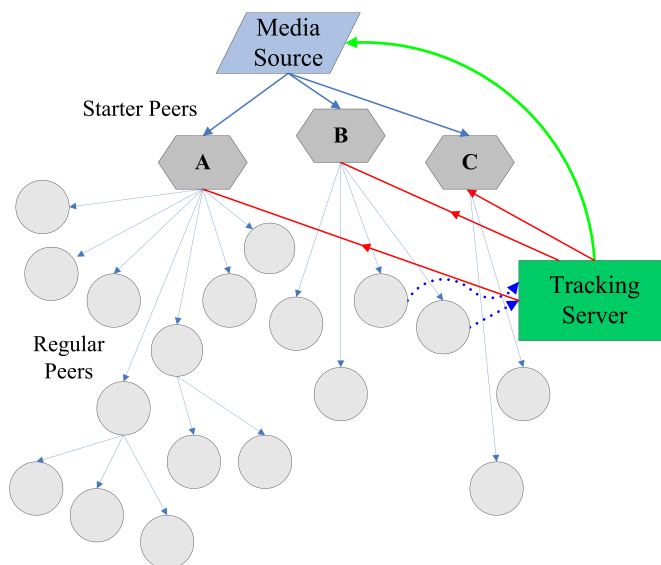 Media
Source
Starter Peers
B
A
C
Tracking
Server
Regular
Peers